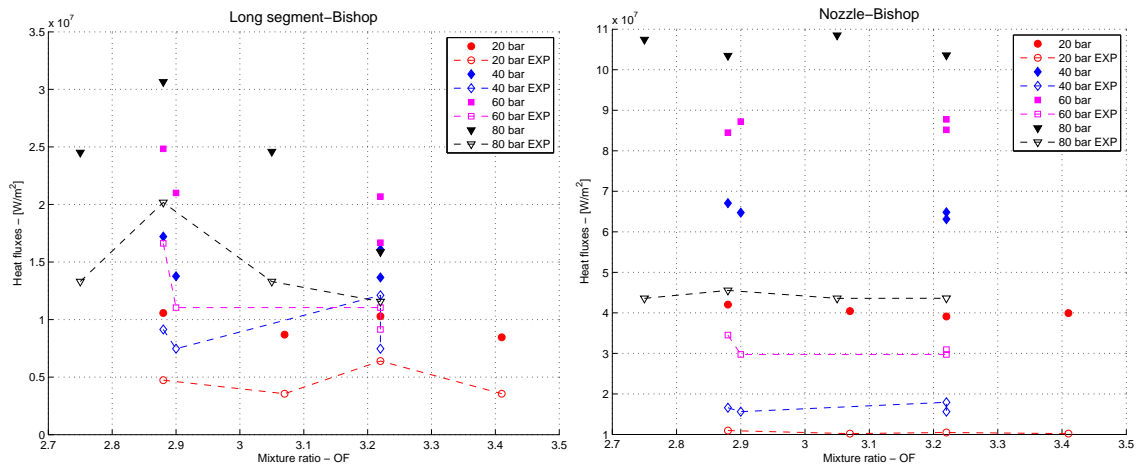 Long segment−Bishop
x 10^7
3.5
3
2.5
2
1.5
1
0.5
0
Heat fluxes − [W/m²]
2.7 2.8 2.9 3 3.1 3.2 3.3 3.4 3.5
Mixture ratio − OF
20 bar
20 bar EXP
40 bar
40 bar EXP
60 bar
60 bar EXP
80 bar
80 bar EXP
Nozzle−Bishop
x 10^7
11
10
9
8
7
6
5
4
3
2
1
Heat fluxes − [W/m²]
2.7 2.8 2.9 3 3.1 3.2 3.3 3.4 3.5
Mixture ratio − OF
20 bar
20 bar EXP
40 bar
40 bar EXP
60 bar
60 bar EXP
80 bar
80 bar EXP